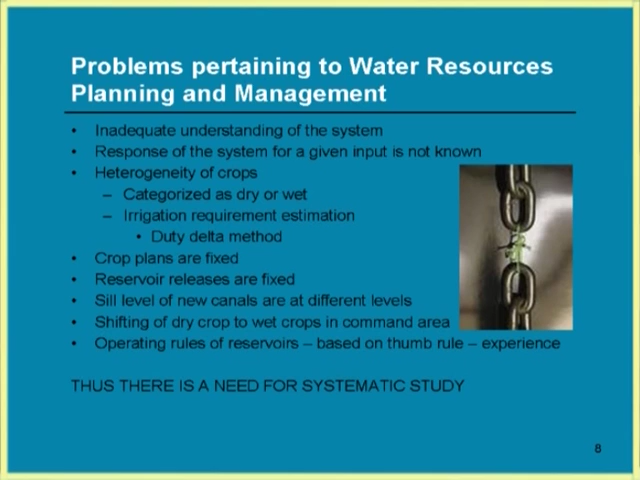 Problems pertaining to Water Resources
Planning and Management
• Inadequate understanding of the system
• Response of the system for a given input is not known
• Heterogeneity of crops
– Categorized as dry or wet
– Irrigation requirement estimation
• Duty delta method
• Crop plans are fixed
• Reservoir releases are fixed
• Sill level of new canals are at different levels
• Shifting of dry crop to wet crops in command area
• Operating rules of reservoirs – based on thumb rule – experience
THUS THERE IS A NEED FOR SYSTEMATIC STUDY
8